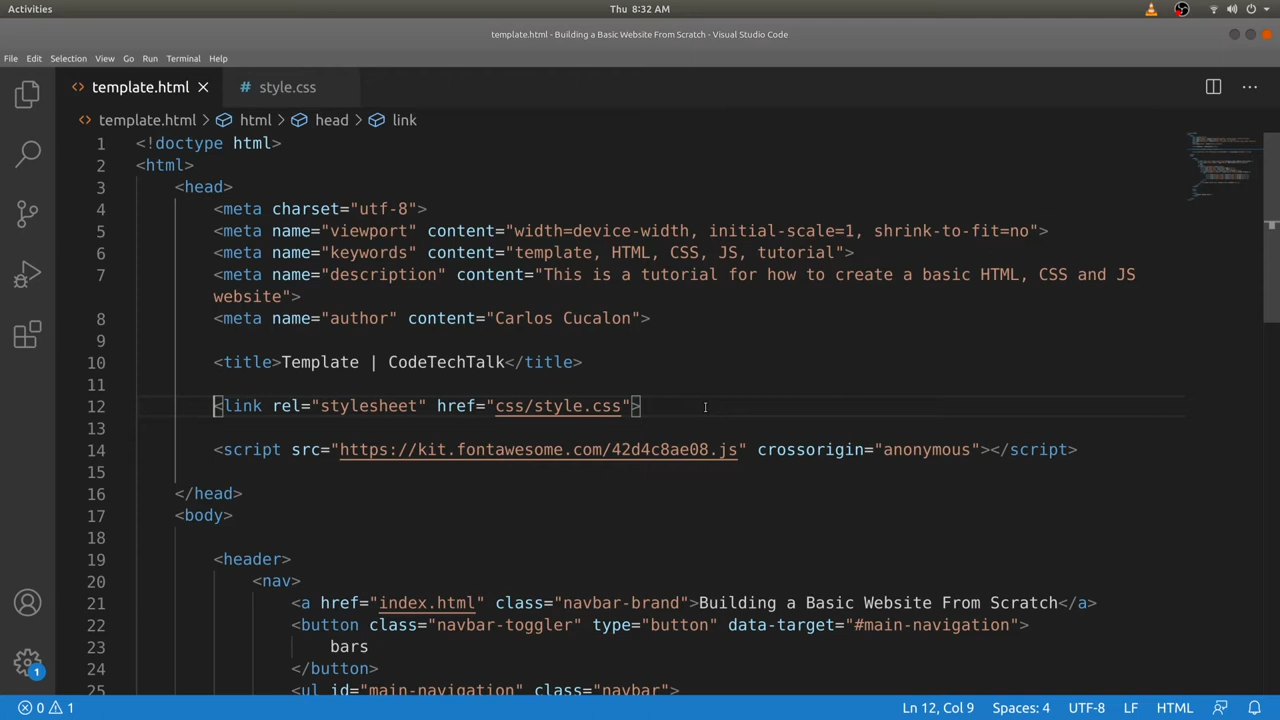 Activities
Thu 8:32 AM
template.html - Building a Basic Website From Scratch - Visual Studio Code
File Edit Selection View Go Run Terminal Help
template.html style.css
template.html > html > head > link
1 <!doctype html>
2 <html>
3 <head>
4 <meta charset="utf-8">
5 <meta name="viewport" content="width=device-width, initial-scale=1, shrink-to-fit=no">
6 <meta name="keywords" content="template, HTML, CSS, JS, tutorial">
7 <meta name="description" content="This is a tutorial for how to create a basic HTML, CSS and JS
website">
8 <meta name="author" content="Carlos Cucalon">
9
10 <title>Template | CodeTechTalk</title>
11
12 <link rel="stylesheet" href="css/style.css">
13
14 <script src="https://kit.fontawesome.com/42d4c8ae08.js" crossorigin="anonymous"></script>
15
16 </head>
17 <body>
18
19 <header>
20 <nav>
21 <a href="index.html" class="navbar-brand">Building a Basic Website From Scratch</a>
22 <button class="navbar-toggler" type="button" data-target="#main-navigation">
23 bars
24 </button>
25 <ul id="main-navigation" class="navbar">
1
0 1
Ln 12, Col 9 Spaces: 4 UTF-8 LF HTML